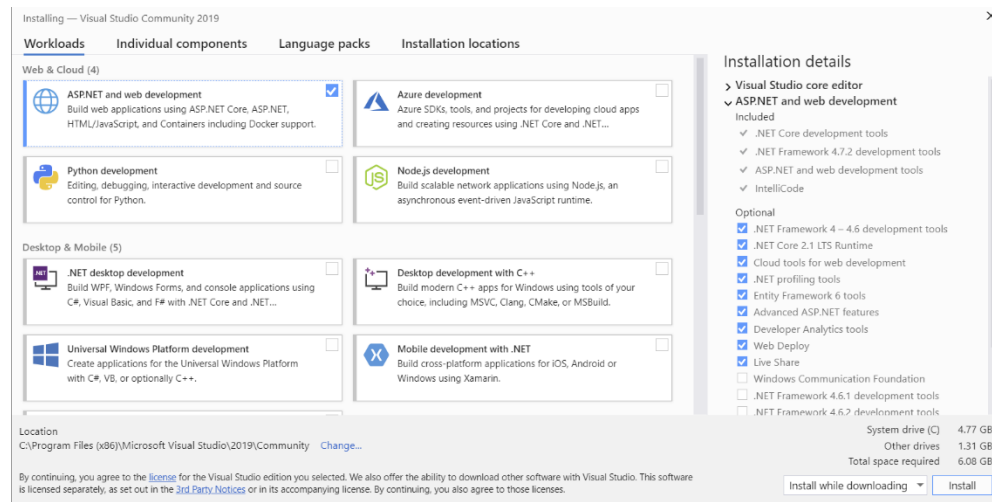 Installing — Visual Studio Community 2019
Workloads Individual components Language packs Installation locations
Web & Cloud (4)
ASP.NET and web development
Build web applications using ASP.NET Core, ASP.NET,
HTML/JavaScript, and Containers including Docker support.
Azure development
Azure SDKs, tools, and projects for developing cloud apps
and creating resources using .NET Core and .NET...
Python development
Editing, debugging, interactive development and source
control for Python.
Node.js development
Build scalable network applications using Node.js, an
asynchronous event-driven JavaScript runtime.
Desktop & Mobile (5)
.NET desktop development
Build WPF, Windows Forms, and console applications using
C#, Visual Basic, and F# with .NET Core and .NET...
Desktop development with C++
Build modern C++ apps for Windows using tools of your
choice, including MSVC, Clang, CMake, or MSBuild.
Universal Windows Platform development
Create applications for the Universal Windows Platform
with C#, VB, or optionally C++.
Mobile development with .NET
Build cross-platform applications for iOS, Android or
Windows using Xamarin.
Installation details
Visual Studio core editor
ASP.NET and web development
Included
.NET Core development tools
.NET Framework 4.7.2 development tools
ASP.NET and web development tools
IntelliCode
Optional
.NET Framework 4 – 4.6 development tools
.NET Core 2.1 LTS Runtime
Cloud tools for web development
.NET profiling tools
Entity Framework 6 tools
Advanced ASP.NET features
Developer Analytics tools
Web Deploy
Live Share
Windows Communication Foundation
.NET Framework 4.6.1 development tools
.NET Framework 4.6.2 development tools
Location
C:\Program Files (x86)\Microsoft Visual Studio\2019\Community Change...
System drive (C) 4.77 GB
Other drives 1.31 GB
Total space required 6.08 GB
By continuing, you agree to the license for the Visual Studio edition you selected. We also offer the ability to download other software with Visual Studio. This software
is licensed separately, as set out in the 3rd Party Notices or in its accompanying license. By continuing, you also agree to those licenses.
Install while downloading Install